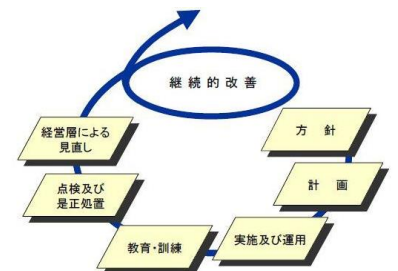 継続的改善
方 針
計 画
実施及び運用
教育・訓練
点検及び
是正処置
経営層による
見直し